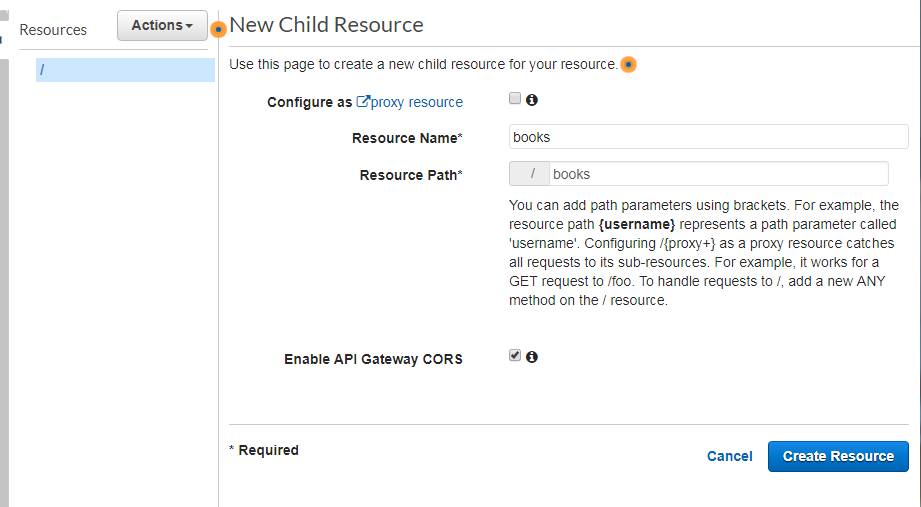 Resources
Actions
/
New Child Resource
Use this page to create a new child resource for your resource.
Configure as proxy resource
Resource Name*
books
Resource Path*
/ books
You can add path parameters using brackets. For example, the
resource path {username} represents a path parameter called
'username'. Configuring /{proxy+} as a proxy resource catches
all requests to its sub-resources. For example, it works for a
GET request to /foo. To handle requests to /, add a new ANY
method on the / resource.
Enable API Gateway CORS
* Required
Cancel
Create Resource